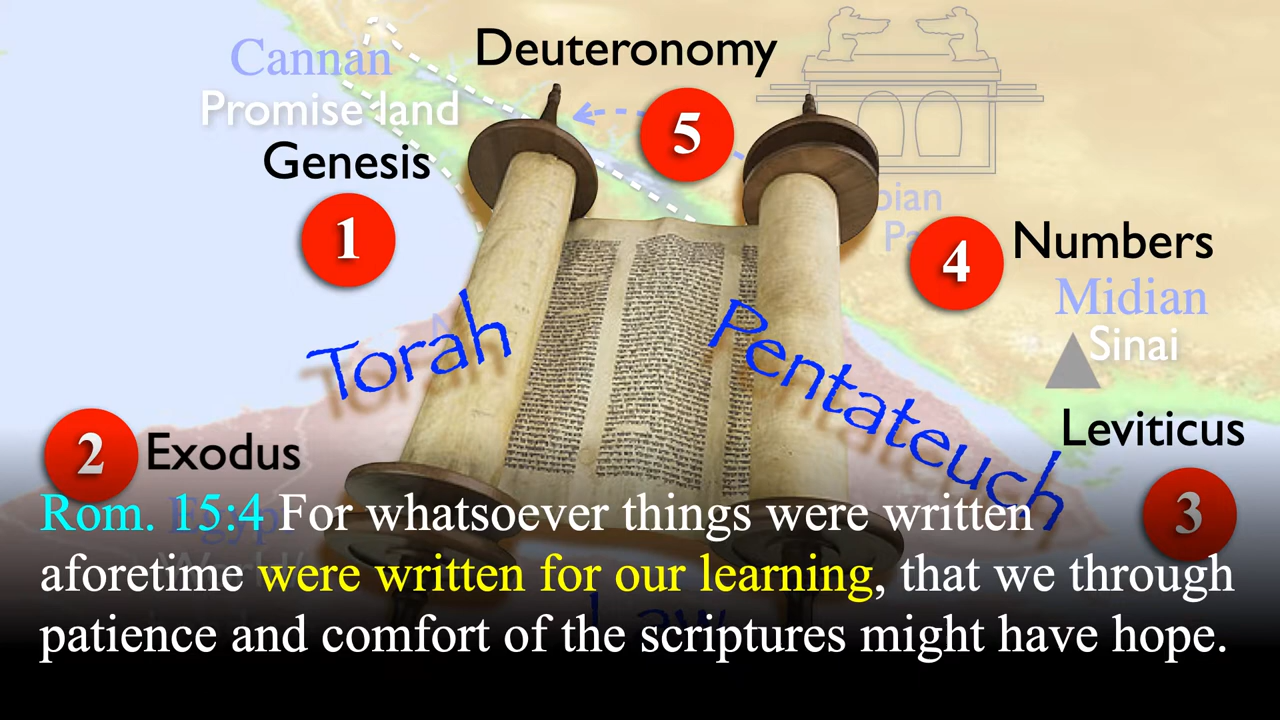 Cannan
Promise land
Genesis
1
Deuteronomy
5
4
Numbers
Midian
Sinai
Leviticus
3
Torah
Pentateuch
2
Exodus
Law
Rom. 15:4 For whatsoever things were written
aforetime were written for our learning, that we through
patience and comfort of the scriptures might have hope.